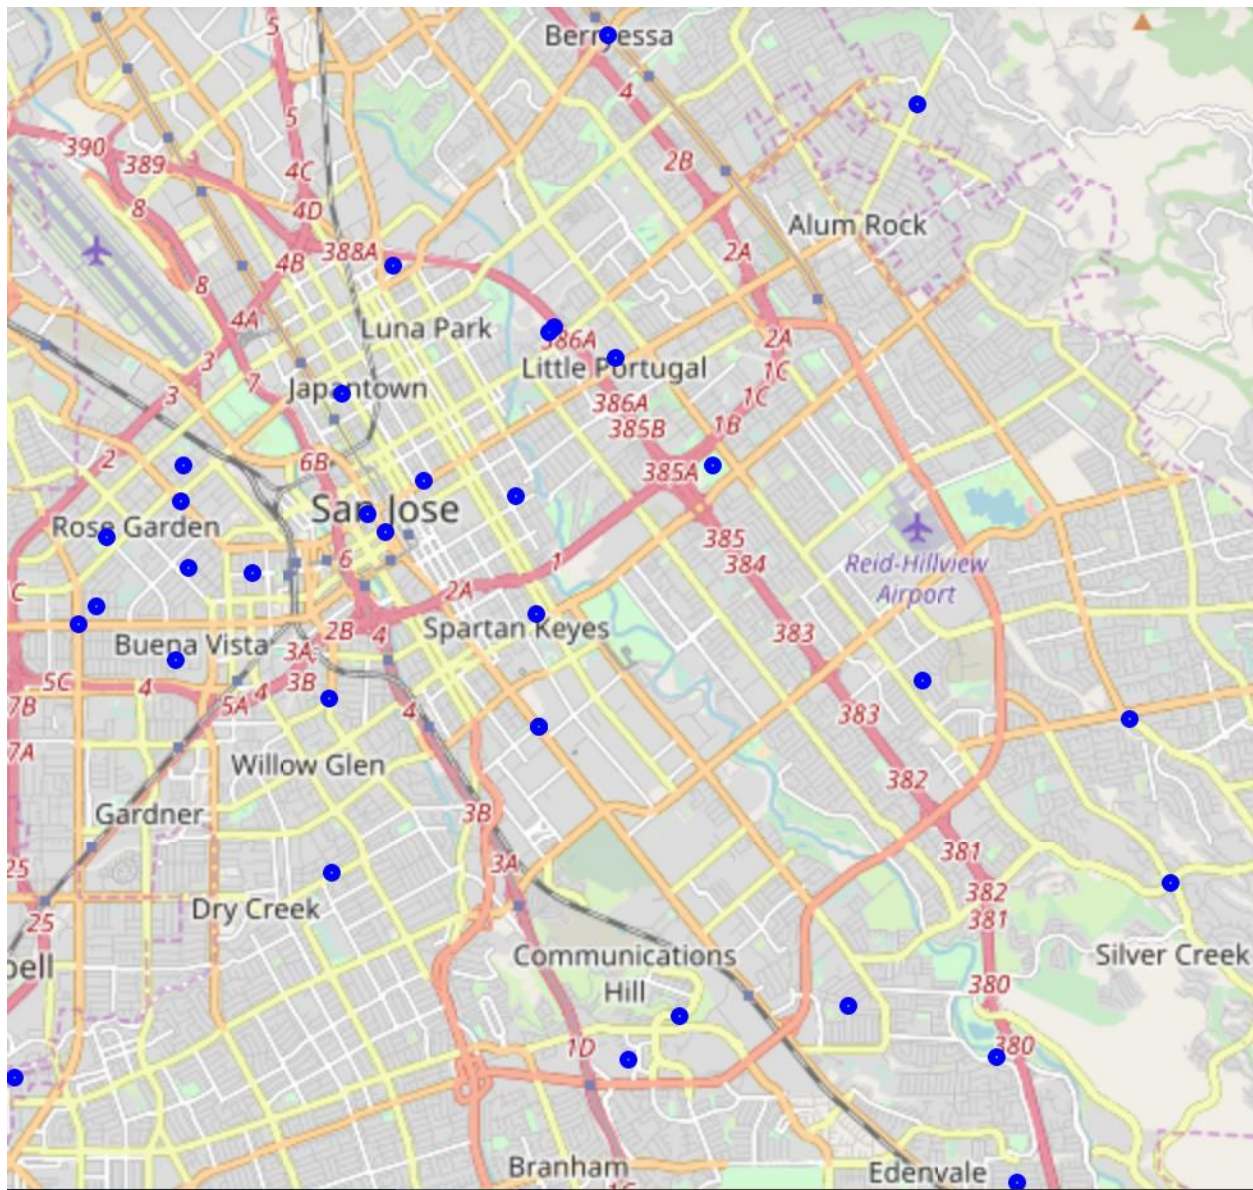 5
Berryessa
4
5
390
389
2B
4C
8
4D
Alum Rock
388A
2A
4B
8
4A
Luna Park
386A
2A
3
Little Portugal
7
Japantown
1C
3
386A
1C
385B
1B
2
6B
385A
San Jose
Rose Garden
385
6
1
384
Reid-Hillview
Airport
C
2A
2B
4
Spartan Keyes
383
Buena Vista
3A
5C
4
4
3B
7B
5A
4
383
7A
Willow Glen
382
Gardner
3B
381
25
3A
382
Dry Creek
381
25
Communications
Silver Creek
bell
Hill
380
1D
380
Branham
Edenvale